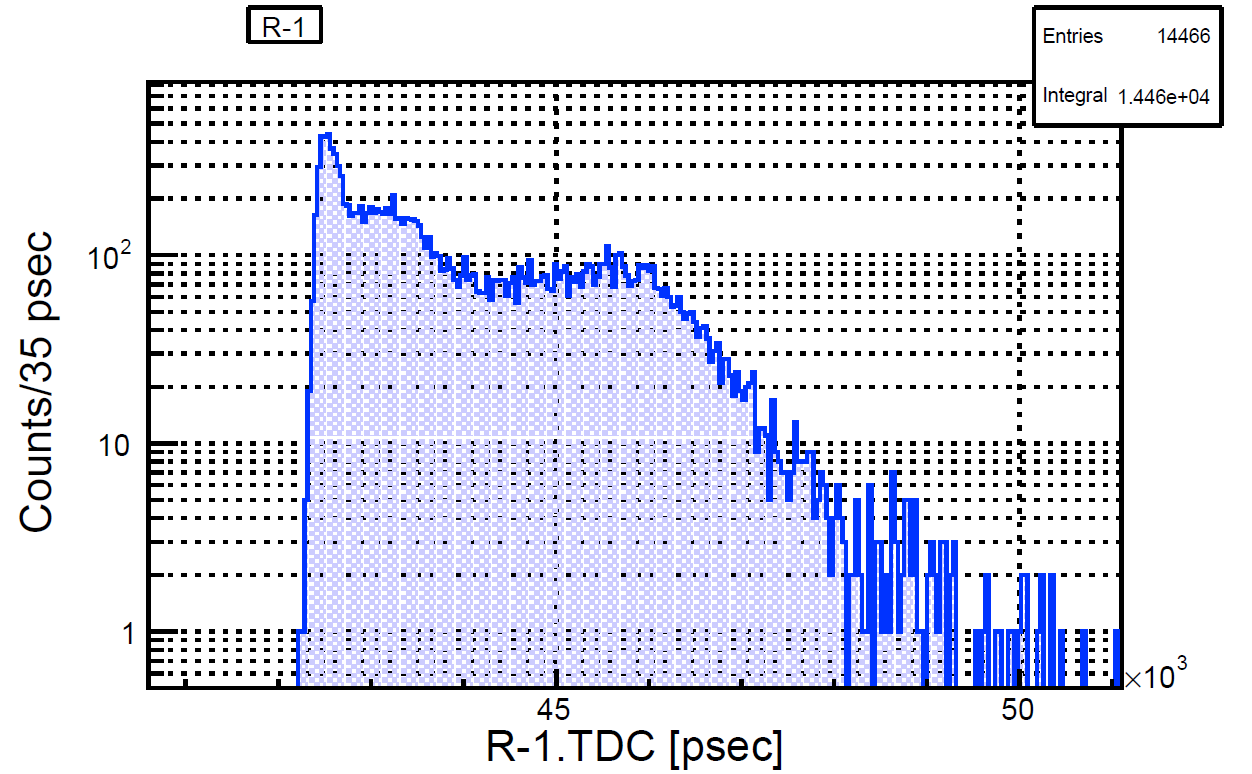 R-1
Entries 14466
Integral 1.446e+04
Counts/35 psec
10²
10
1
45
50
×10³
R-1.TDC [psec]